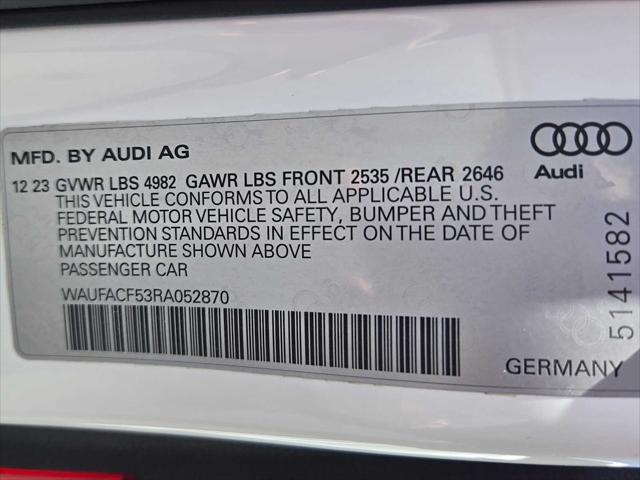 MFD. BY AUDI AG
12 23 GVWR LBS 4982 GAWR LBS FRONT 2535 /REAR 2646
THIS VEHICLE CONFORMS TO ALL APPLICABLE U.S.
FEDERAL MOTOR VEHICLE SAFETY, BUMPER AND THEFT
PREVENTION STANDARDS IN EFFECT ON THE DATE OF
MANUFACTURE SHOWN ABOVE
PASSENGER CAR
WAUFACF53RA052870
Audi
5141582
GERMANY